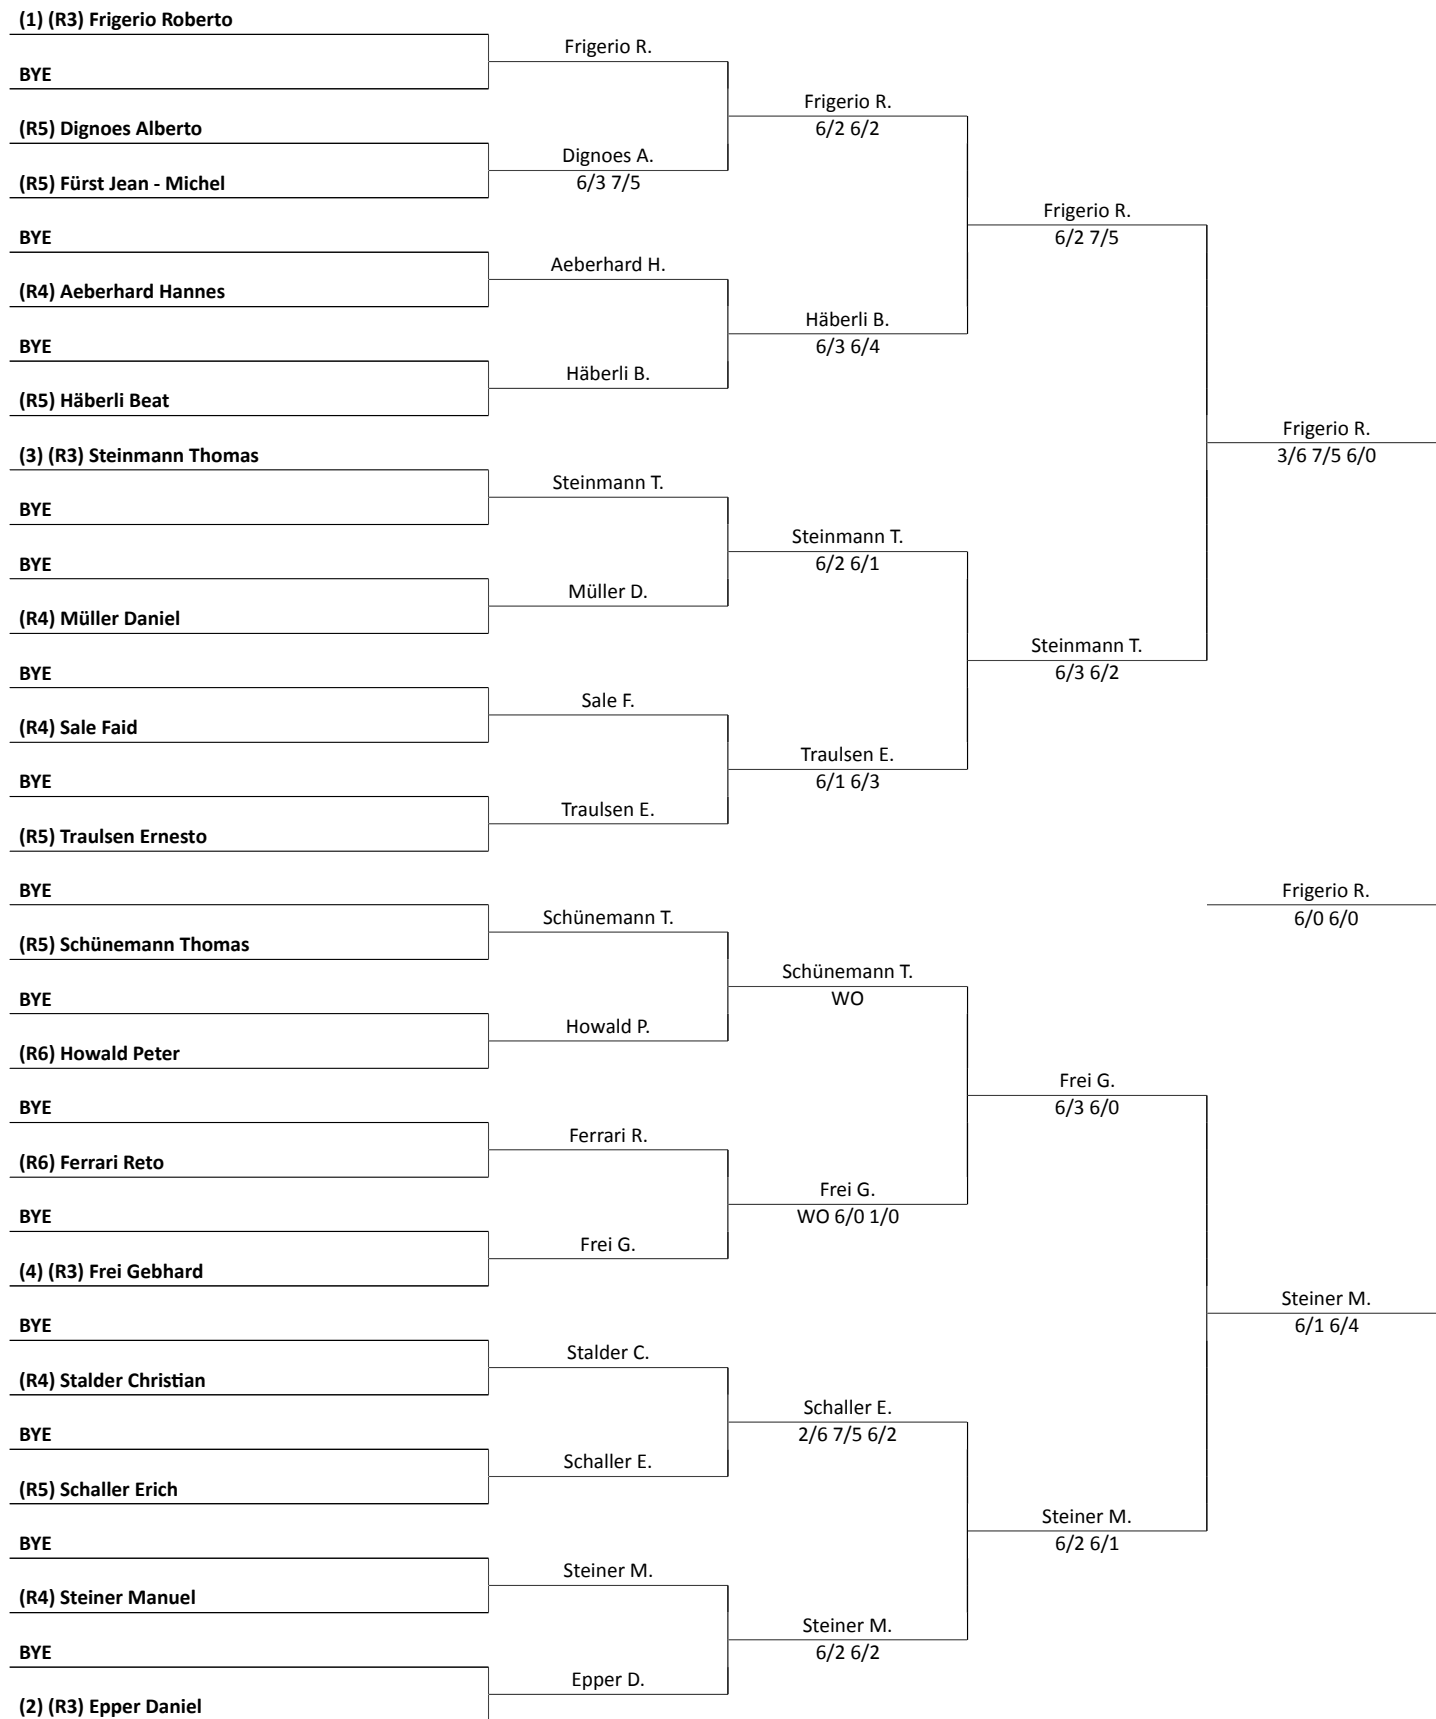 (1) (R3) Frigerio Roberto
Frigerio R.
BYE
Frigerio R.
6/2 6/2
(R5) Dignoes Alberto
Dignoes A.
6/3 7/5
(R5) Fürst Jean - Michel
Frigerio R.
6/2 7/5
BYE
Aeberhard H.
(R4) Aeberhard Hannes
Häberli B.
6/3 6/4
BYE
Häberli B.
(R5) Häberli Beat
Frigerio R.
3/6 7/5 6/0
(3) (R3) Steinmann Thomas
Steinmann T.
BYE
Steinmann T.
6/2 6/1
BYE
Müller D.
(R4) Müller Daniel
Steinmann T.
6/3 6/2
BYE
Sale F.
(R4) Sale Faid
Traulsen E.
6/1 6/3
BYE
Traulsen E.
(R5) Traulsen Ernesto
BYE
Frigerio R.
6/0 6/0
Schünemann T.
(R5) Schünemann Thomas
Schünemann T.
WO
BYE
Howald P.
(R6) Howald Peter
Frei G.
6/3 6/0
BYE
Ferrari R.
(R6) Ferrari Reto
Frei G.
WO 6/0 1/0
BYE
Frei G.
(4) (R3) Frei Gebhard
Steiner M.
6/1 6/4
BYE
Stalder C.
(R4) Stalder Christian
Schaller E.
2/6 7/5 6/2
BYE
Schaller E.
(R5) Schaller Erich
Steiner M.
6/2 6/1
BYE
Steiner M.
(R4) Steiner Manuel
Steiner M.
6/2 6/2
BYE
Epper D.
(2) (R3) Epper Daniel